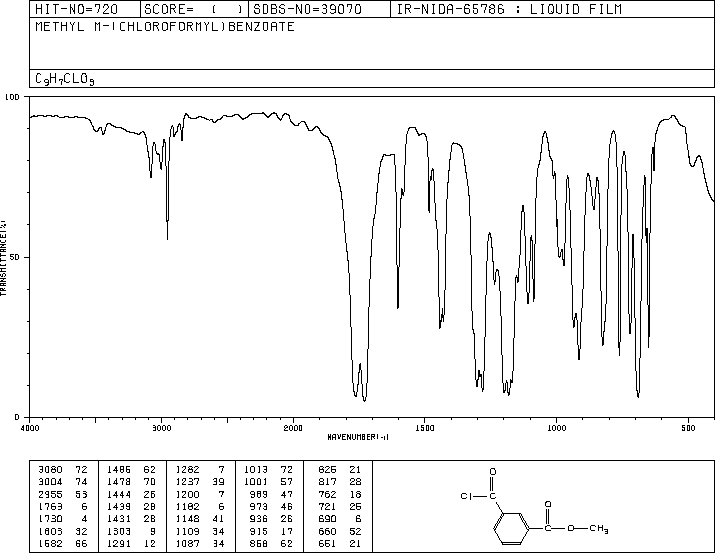 HIT-NO=720 SCORE= ( ) SDBS-NO=39070 IR-NIDA-65786 : LIQUID FILM
METHYL M-(CHLOROFORMYL)BENZOATE
C9H7CLO3
100
50
0
TRANSMITTANCE(%)
4000 3000 2000 1500 1000 500
WAVENUMBER(-1)
3080 72 1486 62 1282 7 1013 72 826 21
3004 74 1478 70 1237 39 1001 57 817 28
2955 53 1444 26 1200 7 989 47 762 18
1763 6 1439 28 1182 6 973 46 721 25
1730 4 1431 28 1148 41 936 26 690 6
1603 32 1303 9 1109 34 915 17 660 52
1582 66 1291 12 1087 34 858 62 651 21
O
Cl C
O
C O CH3